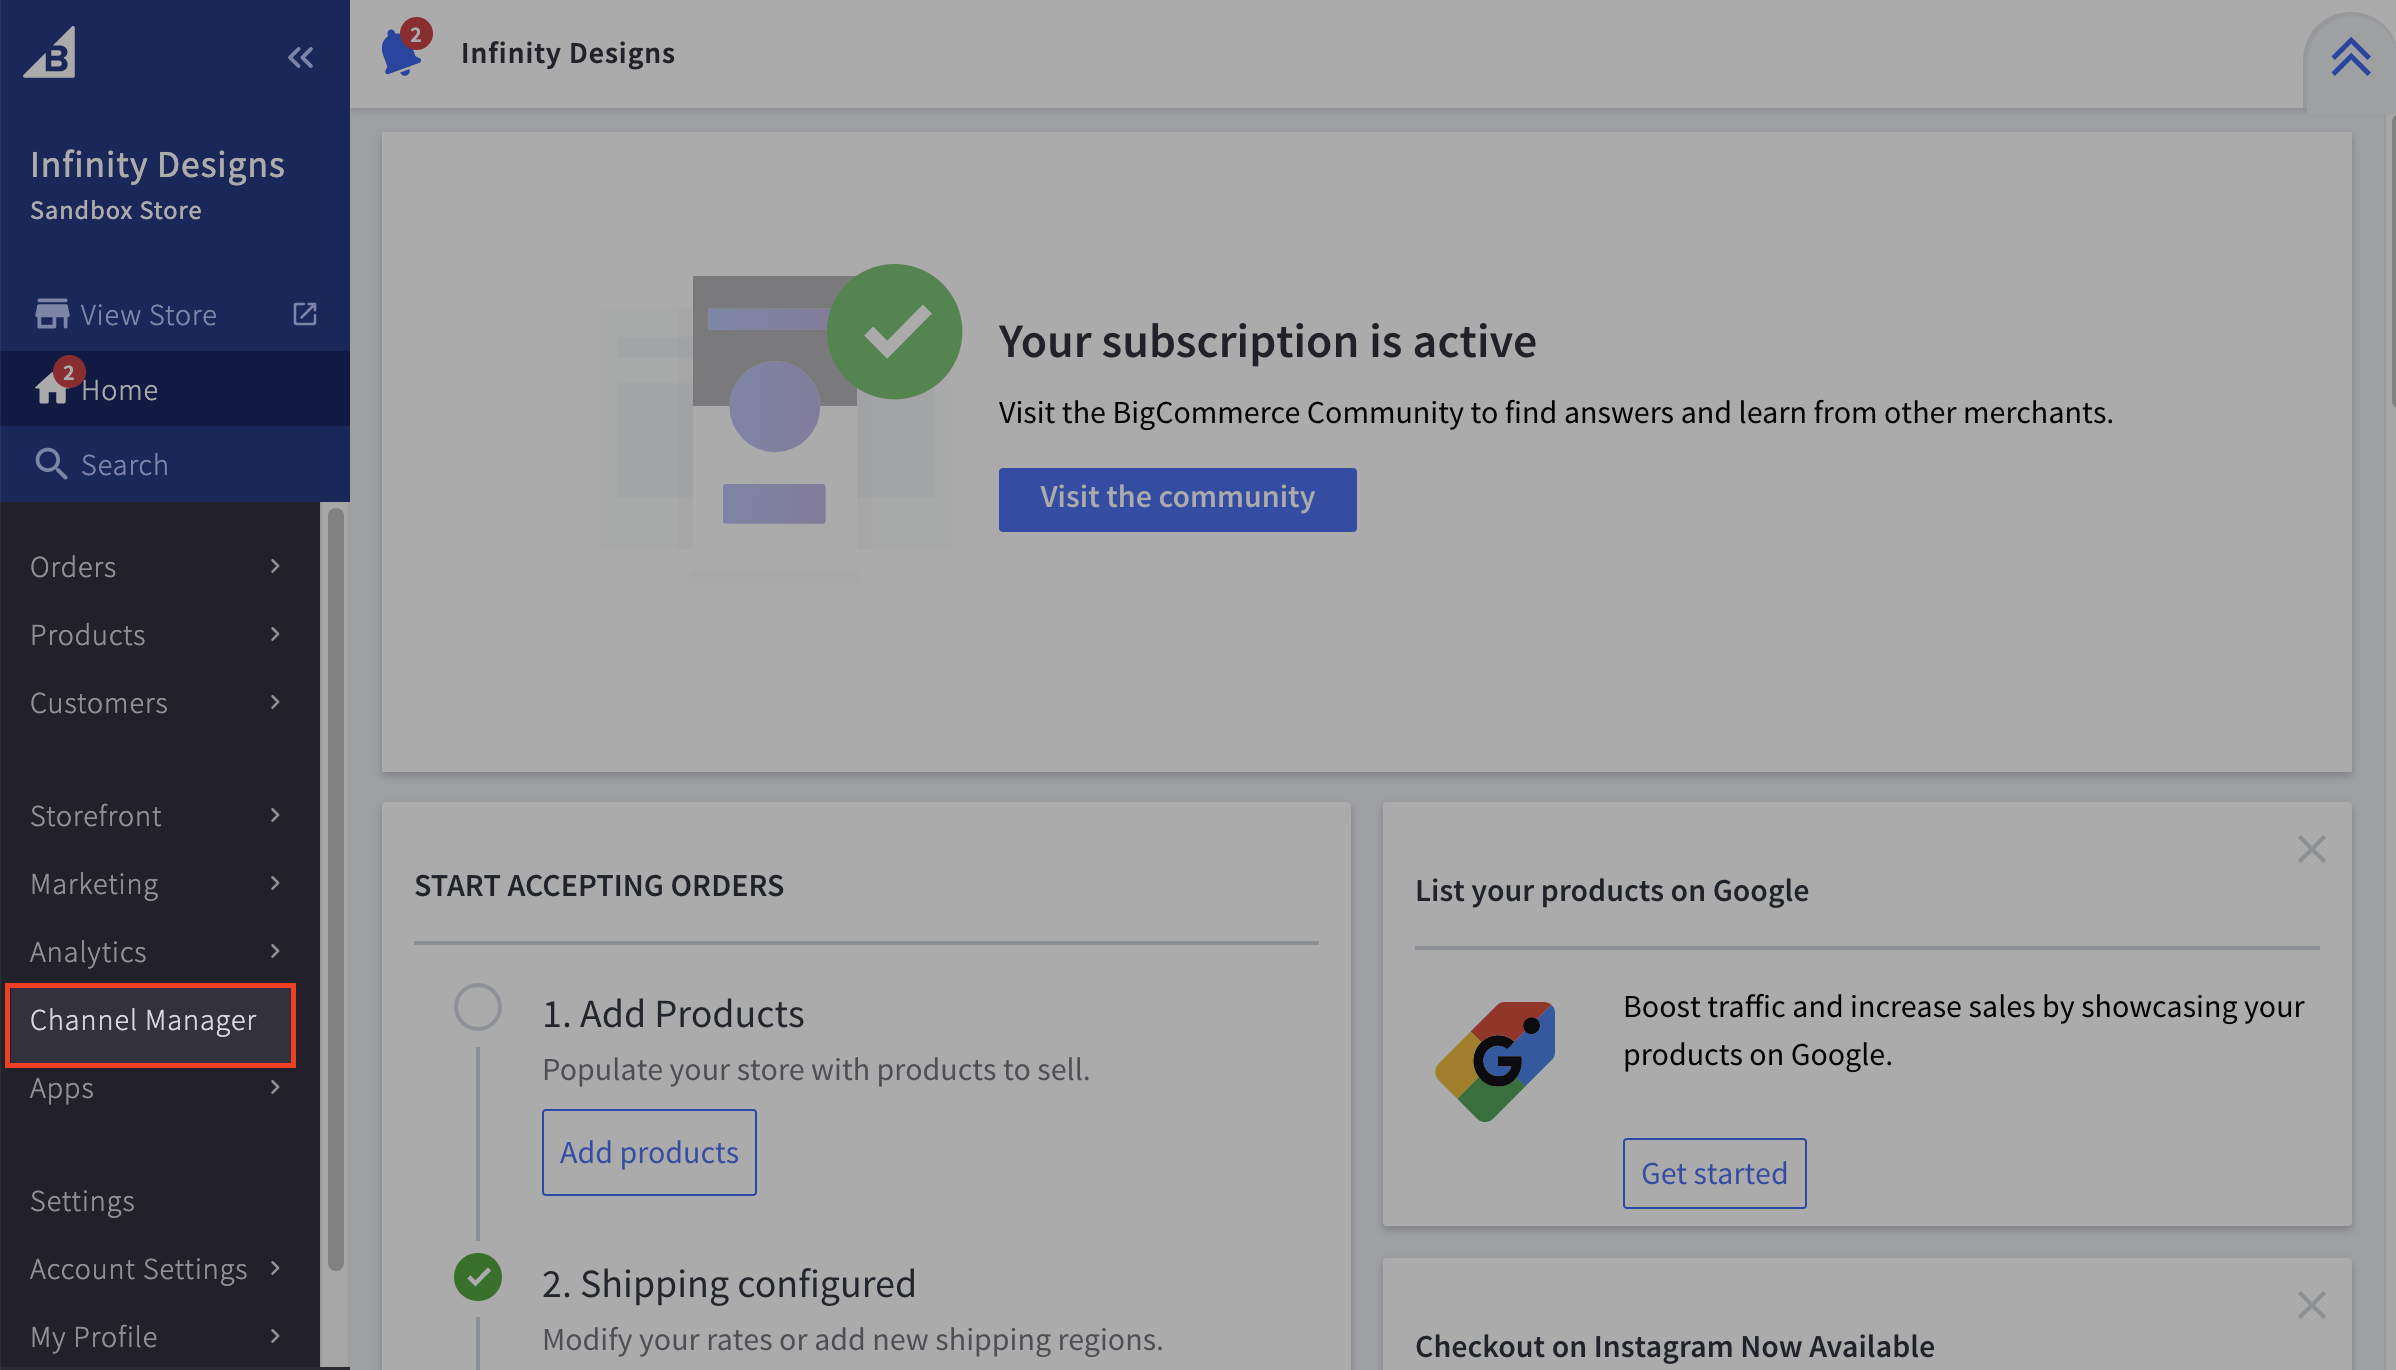 B
Infinity Designs
Sandbox Store
View Store
2
Home
Search
Orders
Products
Customers
Storefront
Marketing
Analytics
Channel Manager
Apps
Settings
Account Settings
My Profile
2
Infinity Designs
Your subscription is active
Visit the BigCommerce Community to find answers and learn from other merchants.
Visit the community
START ACCEPTING ORDERS
1. Add Products
Populate your store with products to sell.
Add products
2. Shipping configured
Modify your rates or add new shipping regions.
List your products on Google
G
Boost traffic and increase sales by showcasing your
products on Google.
Get started
Checkout on Instagram Now Available